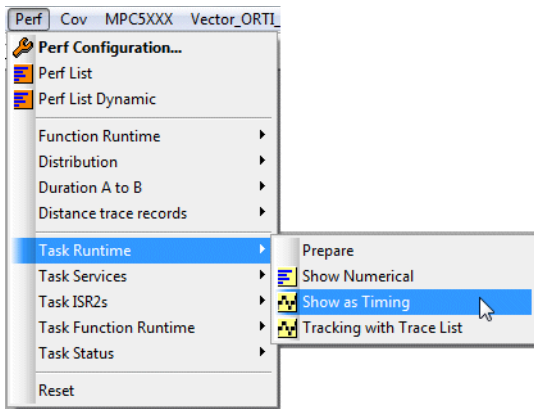 Perf Cov MPC5XXX Vector_ORTI_
Perf Configuration...
Perf List
Perf List Dynamic
Function Runtime
Distribution
Duration A to B
Distance trace records
Task Runtime
Prepare
Task Services
Show Numerical
Task ISR2s
Show as Timing
Task Function Runtime
Tracking with Trace List
Task Status
Reset